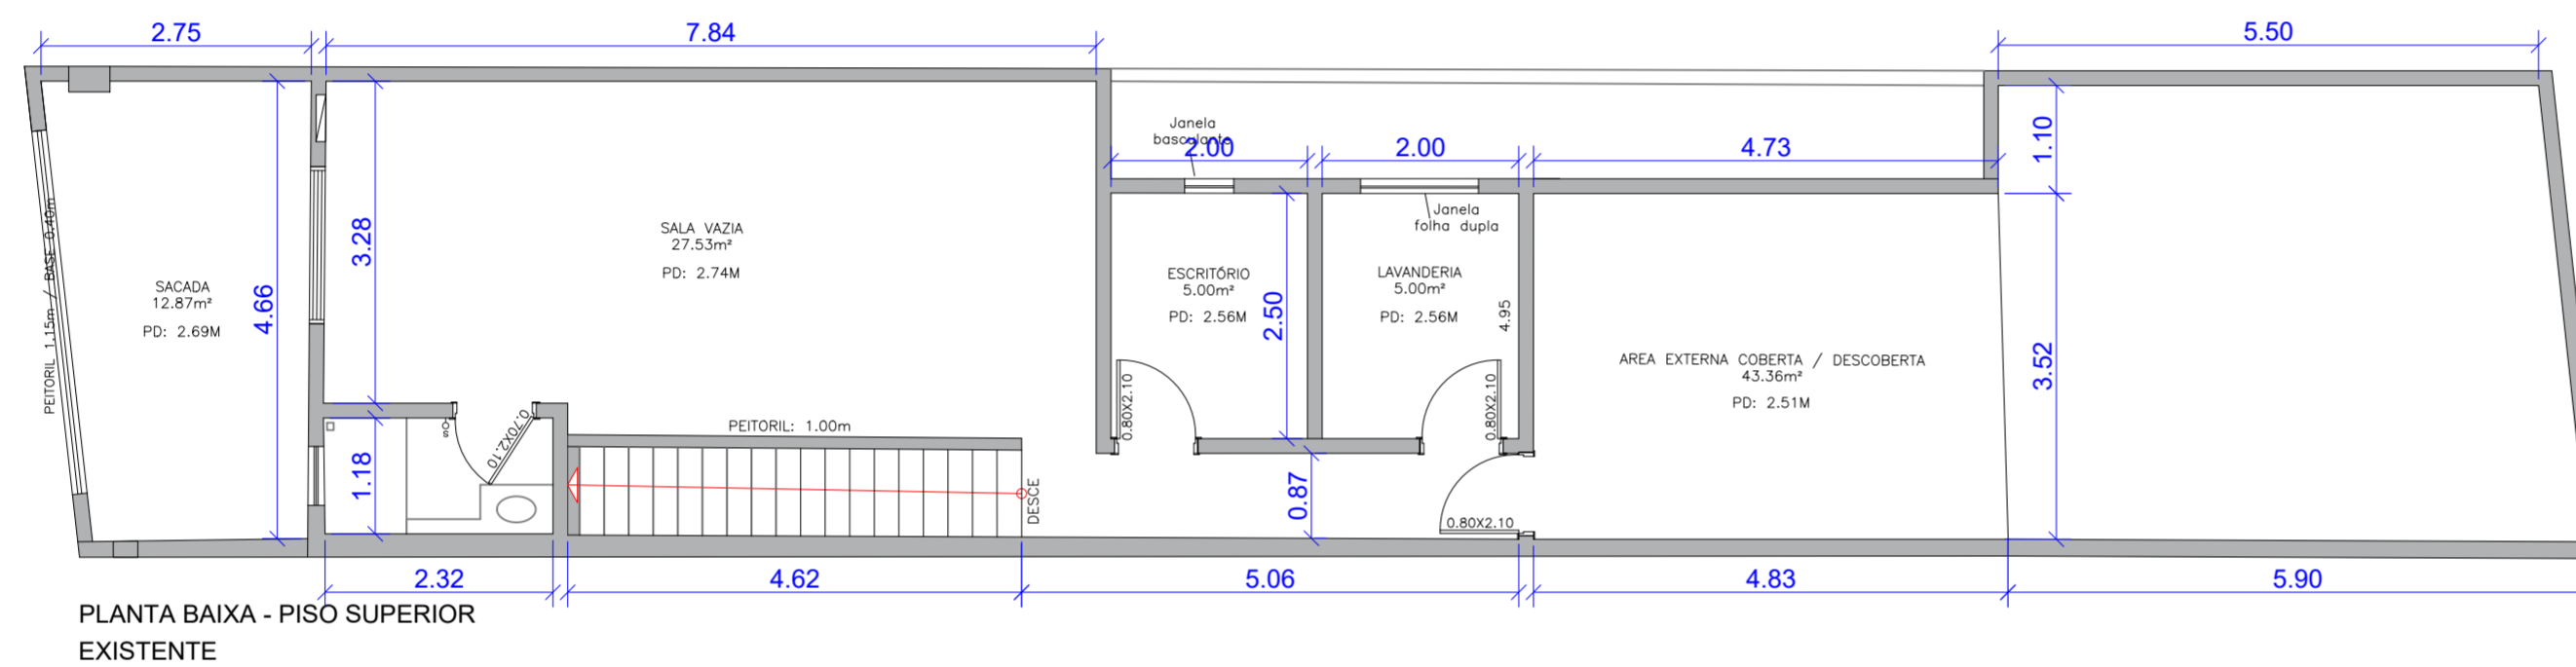 2.75
7.84
5.50
Janela
basculante
2.00
2.00
4.73
1.10
PEITORIL 1.15m / BASE 0.40m
SACADA
12.87m²
PD: 2.69M
4.66
3.28
SALA VAZIA
27.53m²
PD: 2.74M
ESCRITÓRIO
5.00m²
PD: 2.56M
2.50
Janela
folha dupla
LAVANDERIA
5.00m²
PD: 2.56M
4.95
AREA EXTERNA COBERTA / DESCOBERTA
43.36m²
PD: 2.51M
3.52
0.80X2.10
0.80X2.10
0.70X2.10
PEITORIL: 1.00m
1.18
DESCE
0.87
0.80X2.10
2.32
4.62
5.06
4.83
5.90
PLANTA BAIXA - PISO SUPERIOR
EXISTENTE